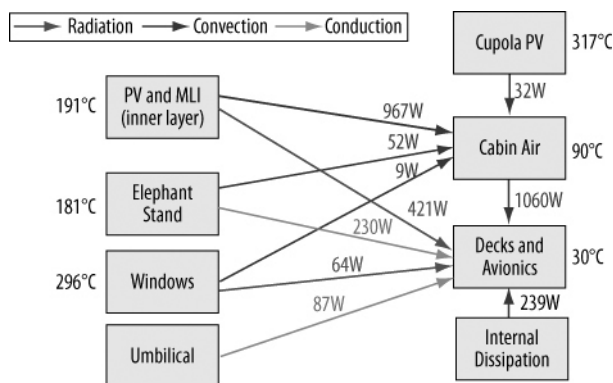 Radiation Convection Conduction
Cupola PV
317°C
32W
191°C
PV and MLI
(inner layer)
967W
52W
9W
Cabin Air
90°C
181°C
Elephant
Stand
421W
230W
1060W
Decks and
Avionics
30°C
296°C
Windows
64W
87W
239W
Umbilical
Internal
Dissipation